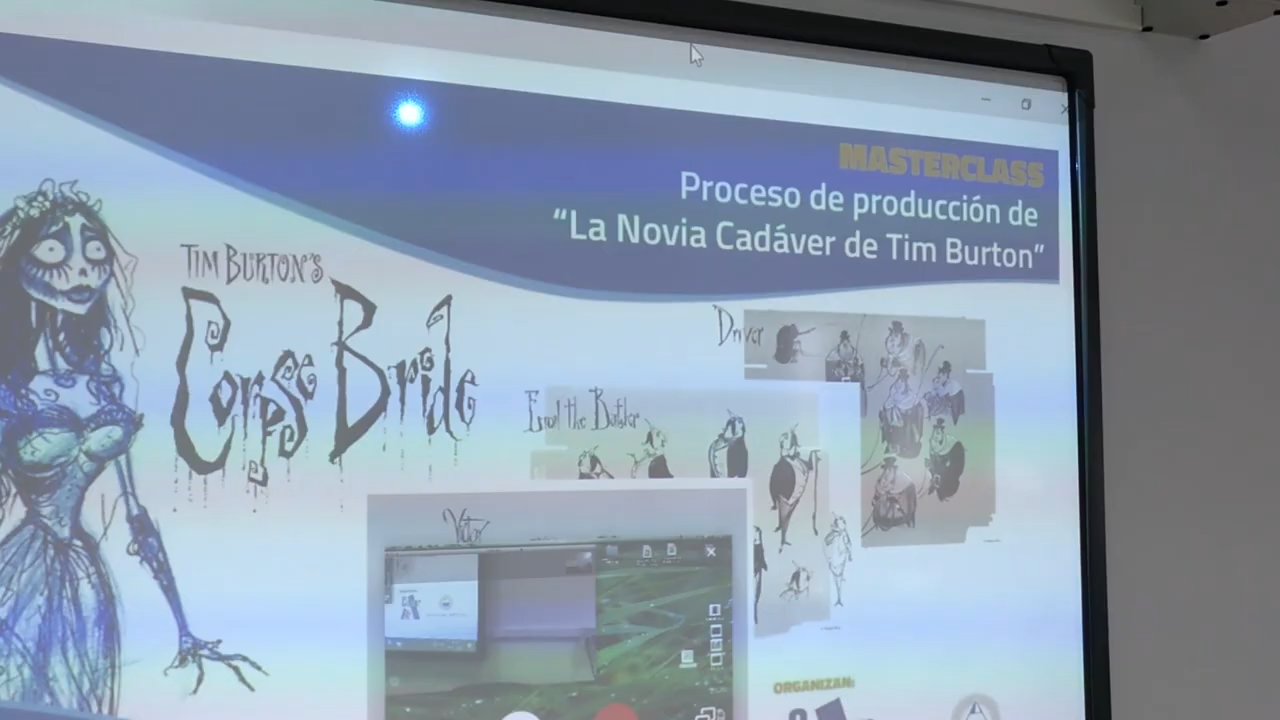 MASTERCLASS
Proceso de producción de
“La Novia Cadáver de Tim Burton”
TIM BURTON'S
Corpse Bride
Driver
Emil the Butler
Victor
ORGANIZAN: